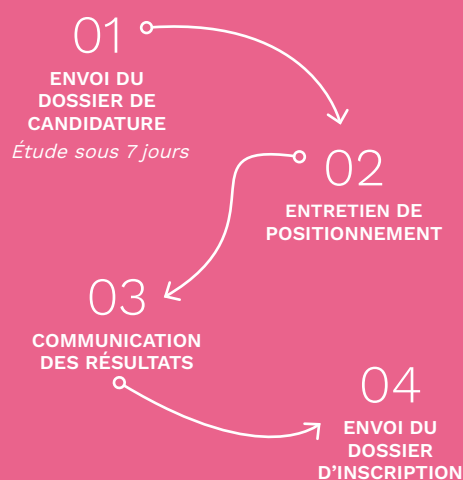 01
ENVOI DU
DOSSIER DE
CANDIDATURE
Étude sous 7 jours
02
ENTRETIEN DE
POSITIONNEMENT
03
COMMUNICATION
DES RÉSULTATS
04
ENVOI DU
DOSSIER
D'INSCRIPTION